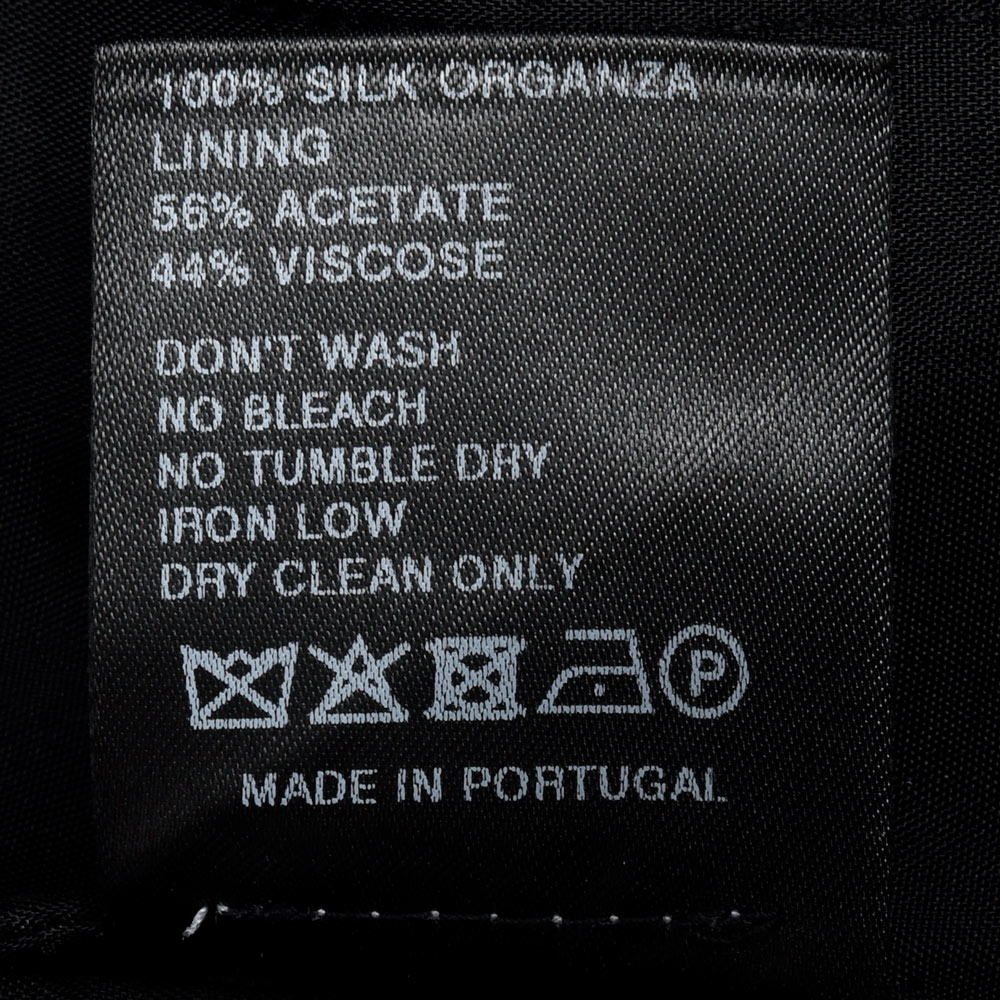 100% SILK ORGANZA
LINING
56% ACETATE
44% VISCOSE
DON'T WASH
NO BLEACH
NO TUMBLE DRY
IRON LOW
DRY CLEAN ONLY
P
MADE IN PORTUGAL